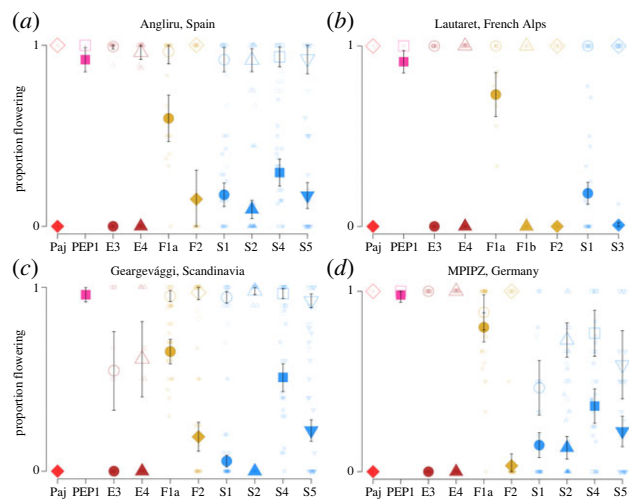 (a) Angliru, Spain
(b) Lautaret, French Alps
proportion flowering
1
0
Paj PEP1 E3 E4 F1a F2 S1 S2 S4 S5
1
0
Paj PEP1 E3 E4 F1a F1b F2 S1 S3
(c) Geargevággi, Scandinavia
(d) MPIPZ, Germany
proportion flowering
1
0
PEP1 E3 E4 F1a F2 S1 S2 S4 S5
1
0
Paj PEP1 E3 E4 F1a F2 S1 S2 S4 S5